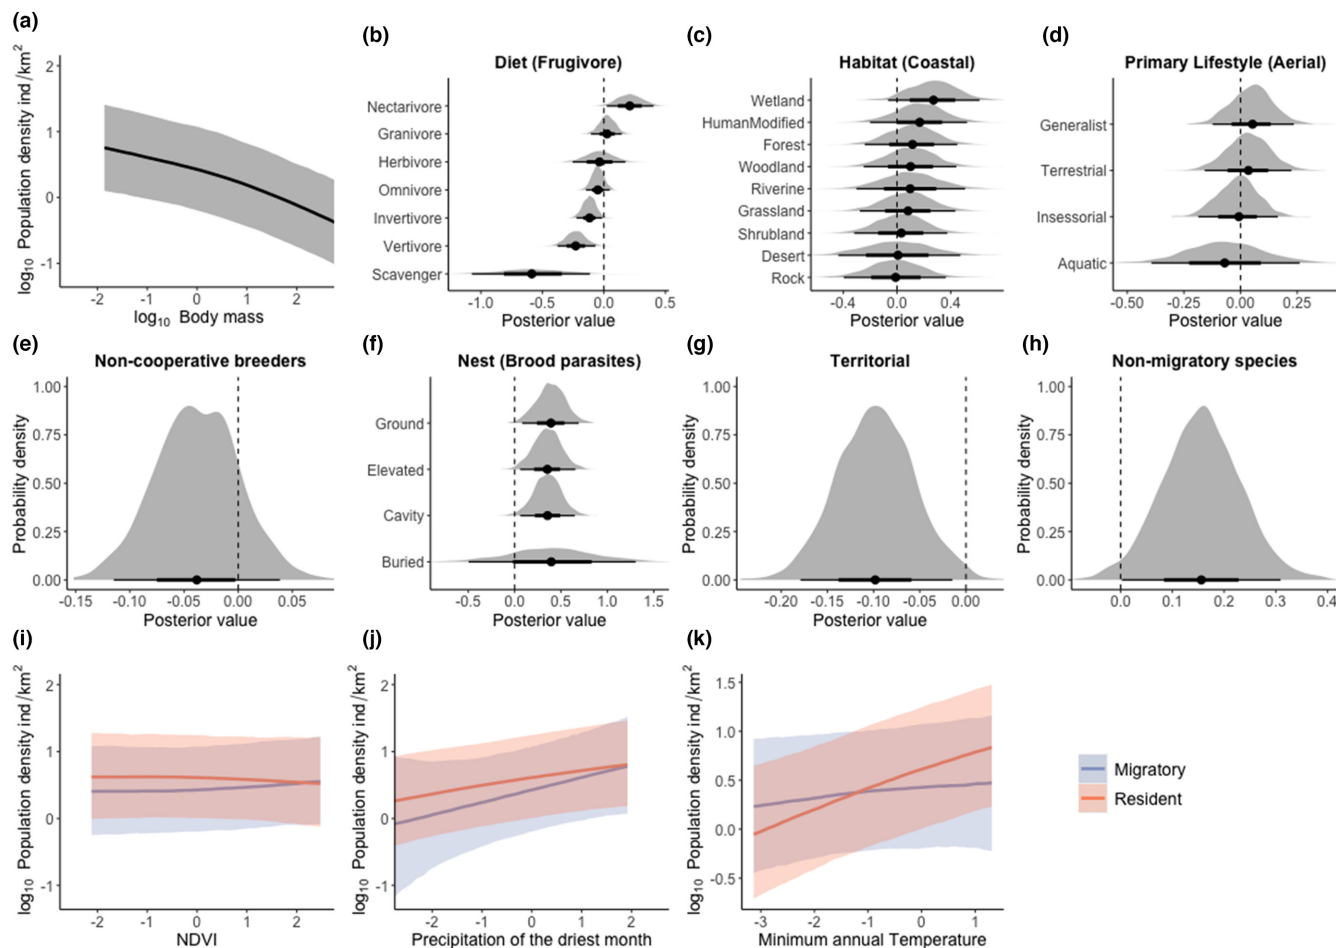 (a)
log10 Population density ind/km2
2
1
0
-1
-2
-1
0
1
2
log10 Body mass
(b)
Diet (Frugivore)
Nectarivore
Granivore
Herbivore
Omnivore
Invertivore
Vertivore
Scavenger
-1.0
-0.5
0.0
0.5
Posterior value
(c)
Habitat (Coastal)
Wetland
HumanModified
Forest
Woodland
Riverine
Grassland
Shrubland
Desert
Rock
-0.4
0.0
0.4
Posterior value
(d)
Primary Lifestyle (Aerial)
Generalist
Terrestrial
Insessorial
Aquatic
-0.50
-0.25
0.00
0.25
Posterior value
(e)
Non-cooperative breeders
Probability density
1.00
0.75
0.50
0.25
0.00
-0.15
-0.10
-0.05
0.00
0.05
Posterior value
(f)
Nest (Brood parasites)
Ground
Elevated
Cavity
Buried
-0.5
0.0
0.5
1.0
1.5
Posterior value
(g)
Territorial
Probability density
1.00
0.75
0.50
0.25
0.00
-0.20
-0.15
-0.10
-0.05
0.00
Posterior value
(h)
Non-migratory species
Probability density
1.00
0.75
0.50
0.25
0.00
0.0
0.1
0.2
0.3
0.4
Posterior value
(i)
log10 Population density ind/km2
2
1
0
-1
-2
-1
0
1
2
NDVI
(j)
log10 Population density ind/km2
2
1
0
-1
-2
-1
0
1
2
Precipitation of the driest month
(k)
log10 Population density ind/km2
1.5
1.0
0.5
0.0
-0.5
-3
-2
-1
0
1
Minimum annual Temperature
Migratory
Resident